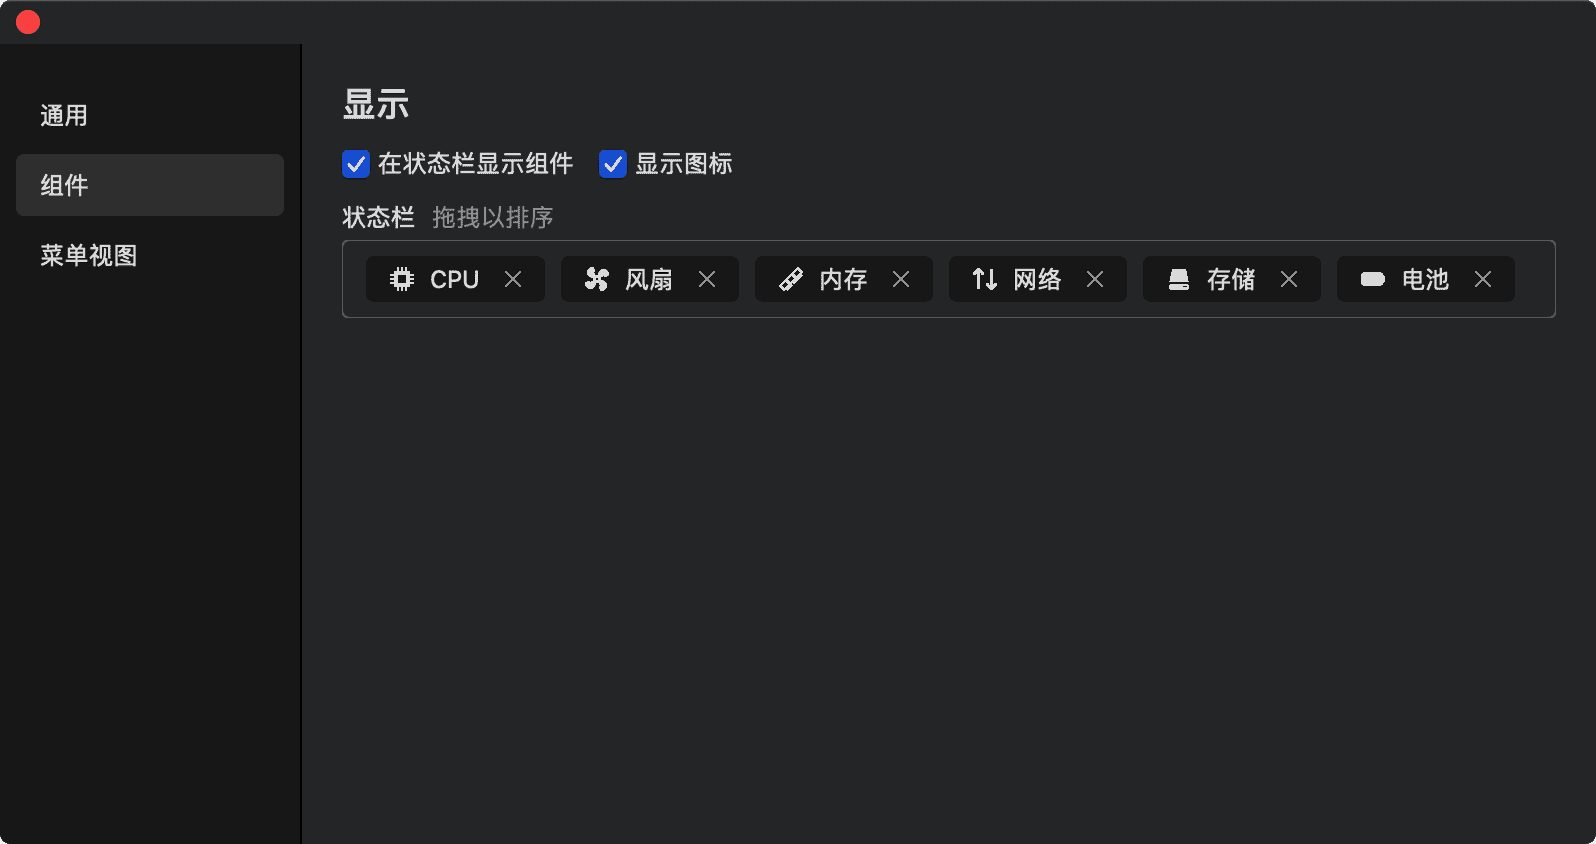 通用
组件
菜单视图
显示
在状态栏显示组件 显示图标
状态栏 拖拽以排序
CPU 风扇 内存 网络 存储 电池